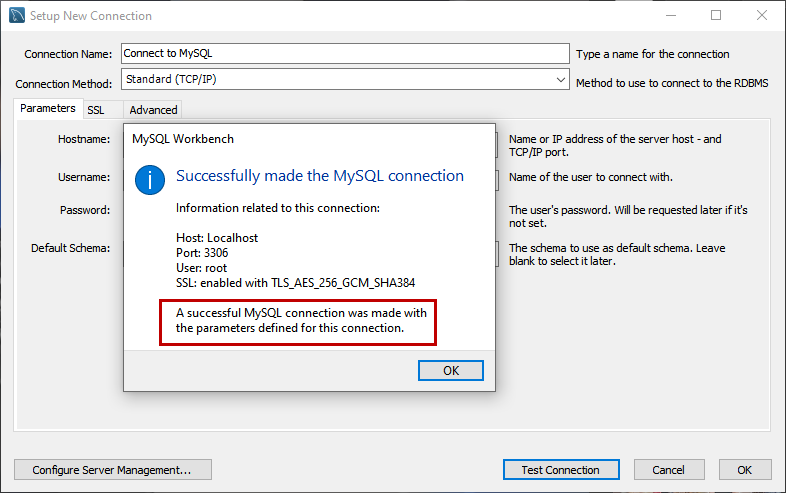 Setup New Connection
Connection Name: Connect to MySQL Type a name for the connection
Connection Method: Standard (TCP/IP) Method to use to connect to the RDBMS
Parameters SSL Advanced
Hostname: Name or IP address of the server host - and
TCP/IP port.
Username: Name of the user to connect with.
Password: The user's password. Will be requested later if it's
not set.
Default Schema: The schema to use as default schema. Leave
blank to select it later.
MySQL Workbench
Successfully made the MySQL connection
Information related to this connection:
Host: Localhost
Port: 3306
User: root
SSL: enabled with TLS_AES_256_GCM_SHA384
A successful MySQL connection was made with
the parameters defined for this connection.
OK
Configure Server Management... Test Connection Cancel OK